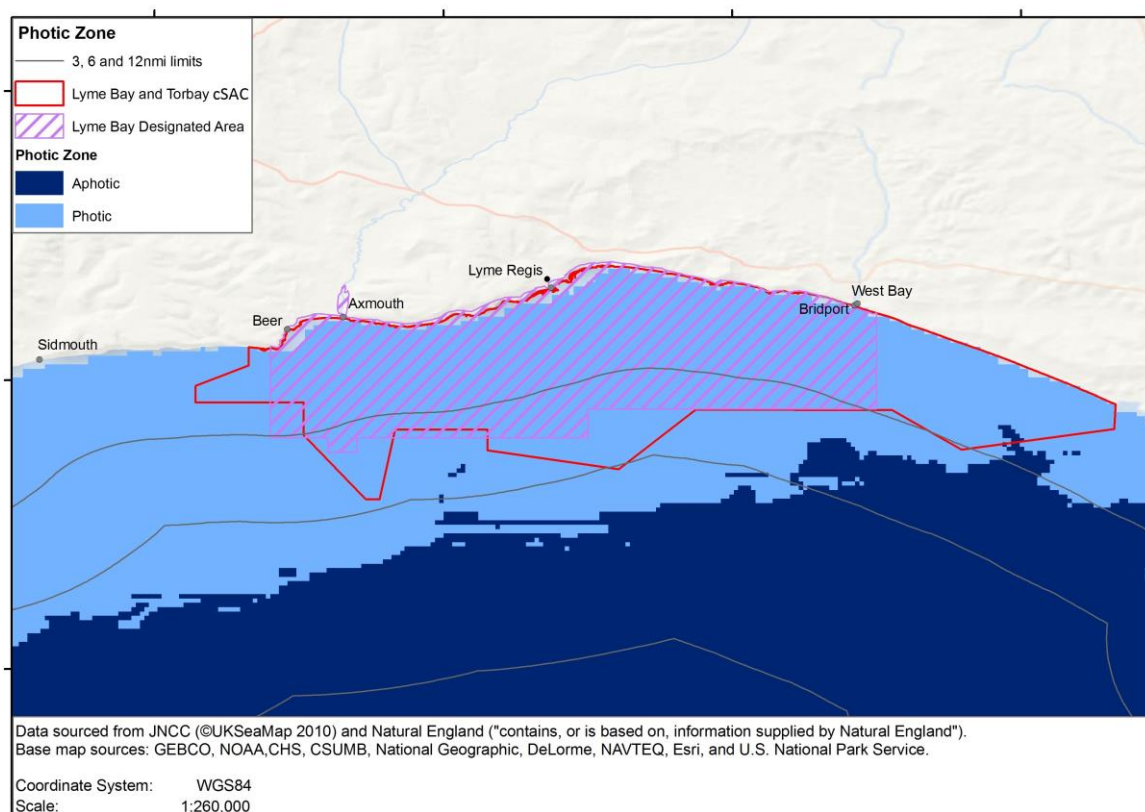 Photic Zone
3, 6 and 12nmi limits
Lyme Bay and Torbay cSAC
Lyme Bay Designated Area
Photic Zone
Aphotic
Photic
Lyme Regis
Axmouth
Beer
Sidmouth
West Bay
Bridport
Data sourced from JNCC (©UKSeaMap 2010) and Natural England ("contains, or is based on, information supplied by Natural England").
Base map sources: GEBCO, NOAA,CHS, CSUMB, National Geographic, DeLorme, NAVTEQ, Esri, and U.S. National Park Service.
Coordinate System: WGS84
Scale: 1:260,000